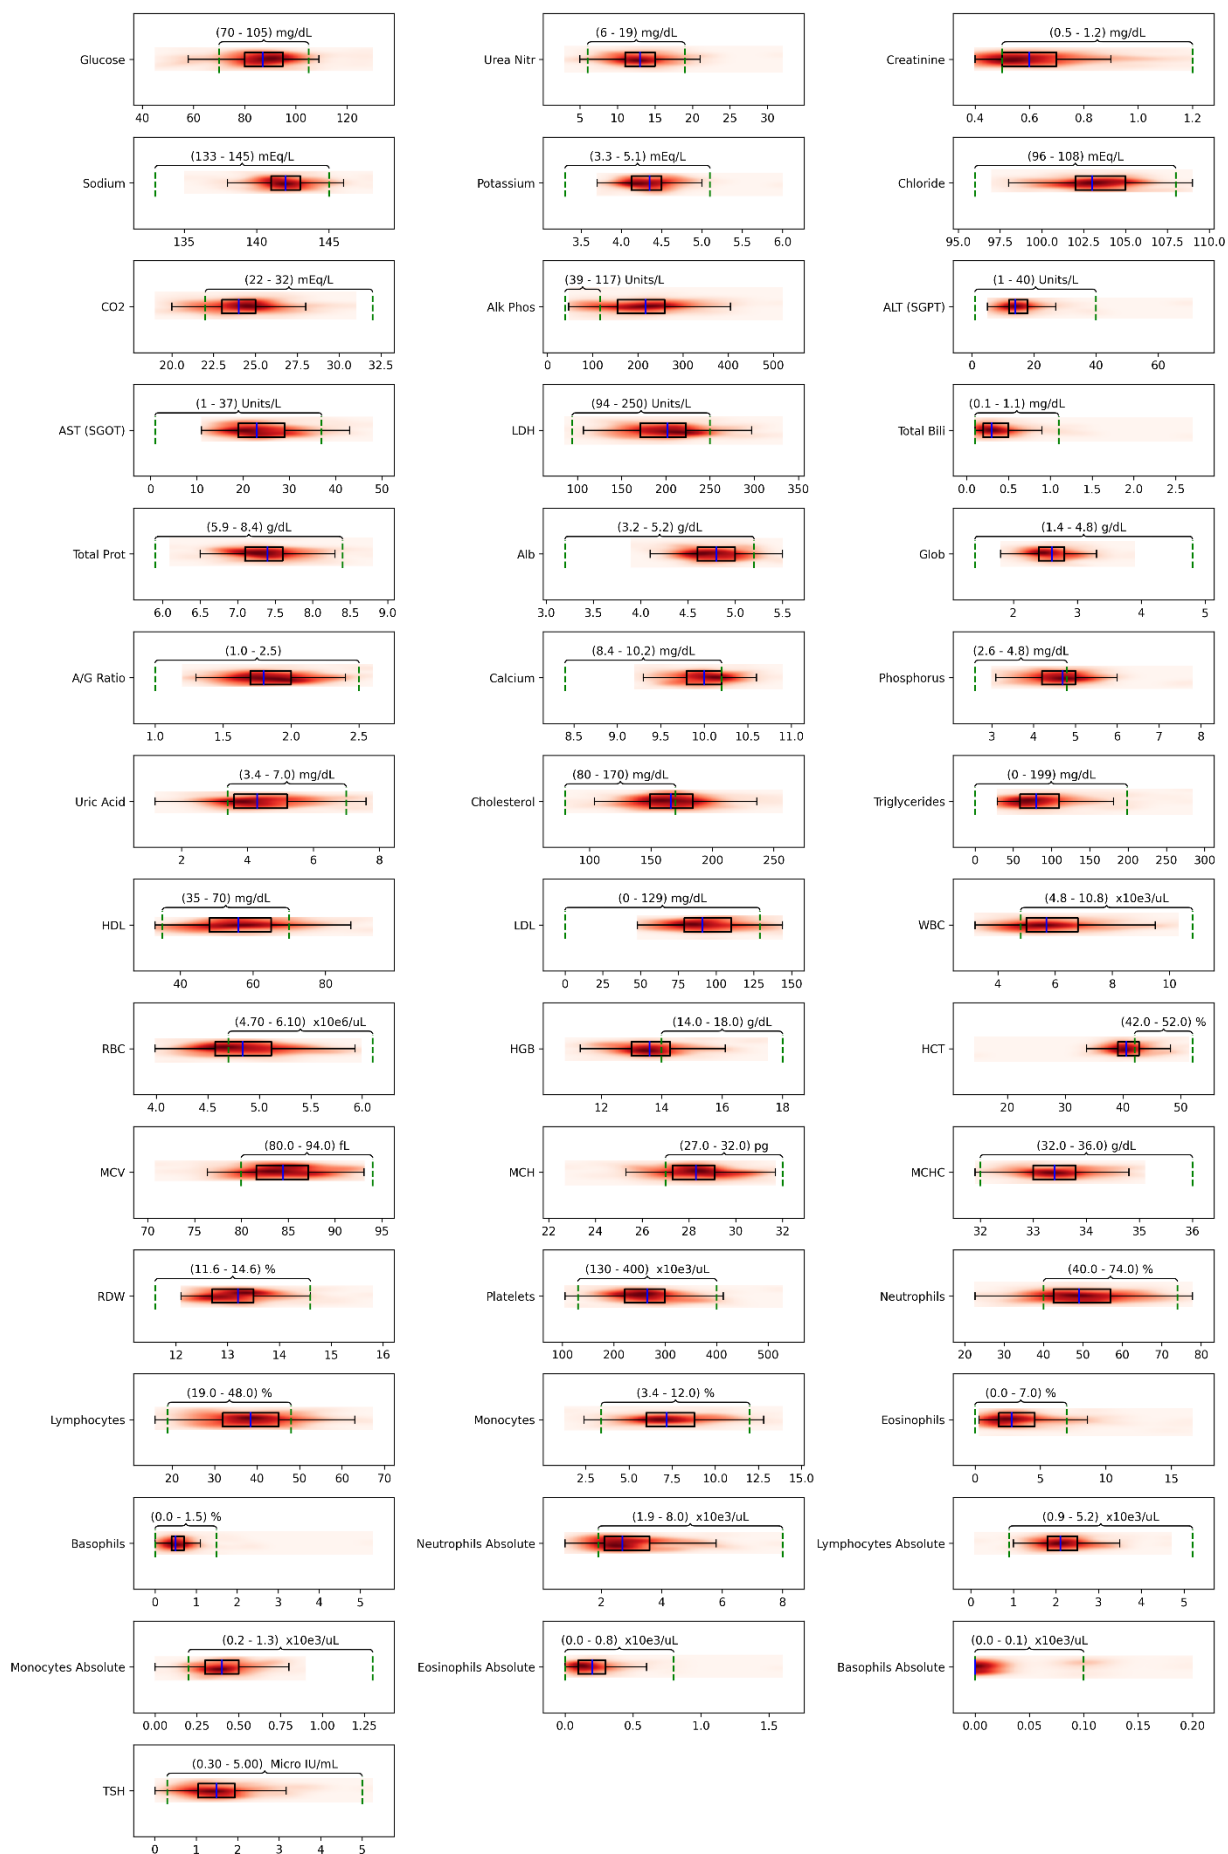 (70 - 105) mg/dL
Glucose
40 60 80 100 120
(6 - 19) mg/dL
Urea Nitr
5 10 15 20 25 30
(0.5 - 1.2) mg/dL
Creatinine
0.4 0.6 0.8 1.0 1.2
(133 - 145) mEq/L
Sodium
135 140 145
(3.3 - 5.1) mEq/L
Potassium
3.5 4.0 4.5 5.0 5.5 6.0
(96 - 108) mEq/L
Chloride
95.0 97.5 100.0 102.5 105.0 107.5 110.0
(22 - 32) mEq/L
CO2
20.0 22.5 25.0 27.5 30.0 32.5
(39 - 117) Units/L
Alk Phos
0 100 200 300 400 500
(1 - 40) Units/L
ALT (SGPT)
0 20 40 60
(1 - 37) Units/L
AST (SGOT)
0 10 20 30 40 50
(94 - 250) Units/L
LDH
100 150 200 250 300 350
(0.1 - 1.1) mg/dL
Total Bili
0.0 0.5 1.0 1.5 2.0 2.5
(5.9 - 8.4) g/dL
Total Prot
6.0 6.5 7.0 7.5 8.0 8.5 9.0
(3.2 - 5.2) g/dL
Alb
3.0 3.5 4.0 4.5 5.0 5.5
(1.4 - 4.8) g/dL
Glob
2 3 4 5
(1.0 - 2.5)
A/G Ratio
1.0 1.5 2.0 2.5
(8.4 - 10.2) mg/dL
Calcium
8.5 9.0 9.5 10.0 10.5 11.0
(2.6 - 4.8) mg/dL
Phosphorus
3 4 5 6 7 8
(3.4 - 7.0) mg/dL
Uric Acid
2 4 6 8
(80 - 170) mg/dL
Cholesterol
100 150 200 250
(0 - 199) mg/dL
Triglycerides
0 50 100 150 200 250 300
(35 - 70) mg/dL
HDL
40 60 80
(0 - 129) mg/dL
LDL
0 25 50 75 100 125 150
(4.8 - 10.8) x10e3/uL
WBC
4 6 8 10
(4.70 - 6.10) x10e6/uL
RBC
4.0 4.5 5.0 5.5 6.0
(14.0 - 18.0) g/dL
HGB
12 14 16 18
(42.0 - 52.0) %
HCT
20 30 40 50
(80.0 - 94.0) fL
MCV
70 75 80 85 90 95
(27.0 - 32.0) pg
MCH
22 24 26 28 30 32
(32.0 - 36.0) g/dL
MCHC
32 33 34 35 36
(11.6 - 14.6) %
RDW
12 13 14 15 16
(130 - 400) x10e3/uL
Platelets
100 200 300 400 500
(40.0 - 74.0) %
Neutrophils
20 30 40 50 60 70 80
(19.0 - 48.0) %
Lymphocytes
20 30 40 50 60 70
(3.4 - 12.0) %
Monocytes
2.5 5.0 7.5 10.0 12.5 15.0
(0.0 - 7.0) %
Eosinophils
0 5 10 15
(0.0 - 1.5) %
Basophils
0 1 2 3 4 5
(1.9 - 8.0) x10e3/uL
Neutrophils Absolute
2 4 6 8
(0.9 - 5.2) x10e3/uL
Lymphocytes Absolute
0 1 2 3 4 5
(0.2 - 1.3) x10e3/uL
Monocytes Absolute
0.00 0.25 0.50 0.75 1.00 1.25
(0.0 - 0.8) x10e3/uL
Eosinophils Absolute
0.0 0.5 1.0 1.5
(0.0 - 0.1) x10e3/uL
Basophils Absolute
0.00 0.05 0.10 0.15 0.20
(0.30 - 5.00) Micro IU/mL
TSH
0 1 2 3 4 5